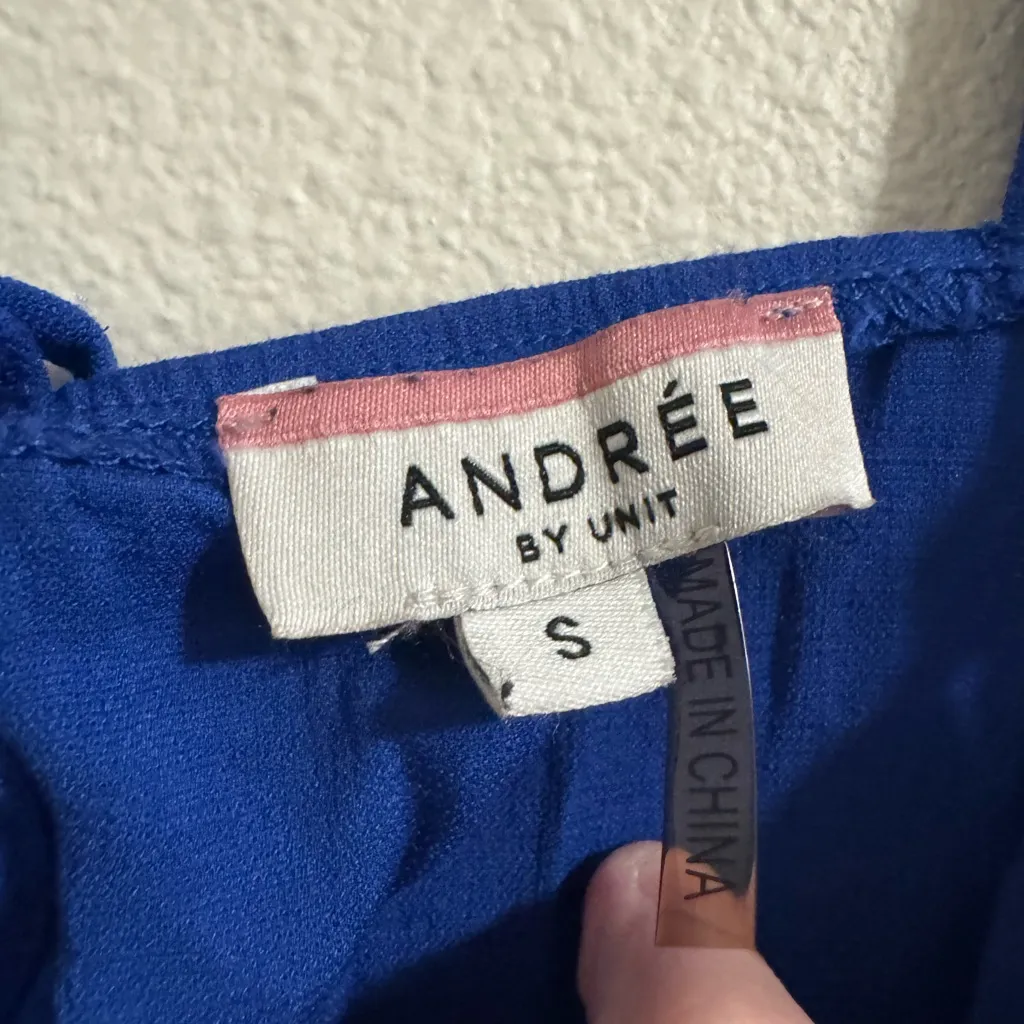 ANDRÉE
BY UNIT
S
MADE IN CHINA